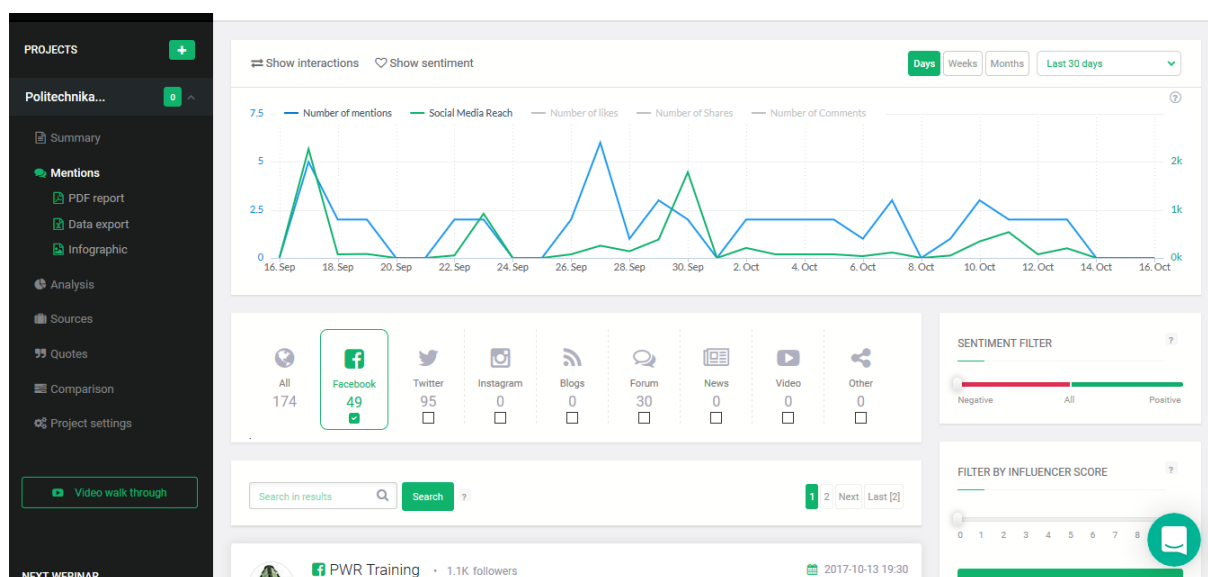 PROJECTS
+
Politechnika... 0
Summary
Mentions
PDF report
Data export
Infographic
Analysis
Sources
Quotes
Comparison
Project settings
Video walk through
NEXT WEBINAR
Show interactions Show sentiment
Days Weeks Months Last 30 days
?
7.5 Number of mentions Social Media Reach Number of likes Number of Shares Number of Comments
5 2k
2.5 1k
0 0k
16. Sep 18. Sep 20. Sep 22. Sep 24. Sep 26. Sep 28. Sep 30. Sep 2. Oct 4. Oct 6. Oct 8. Oct 10. Oct 12. Oct 14. Oct 16. Oct
All Facebook Twitter Instagram Blogs Forum News Video Other
174 49 95 0 0 30 0 0 0
Search in results Search ?
1 2 Next Last [2]
PWR Training · 1.1K followers 2017-10-13 19:30
SENTIMENT FILTER ?
Negative All Positive
FILTER BY INFLUENCER SCORE ?
0 1 2 3 4 5 6 7 8